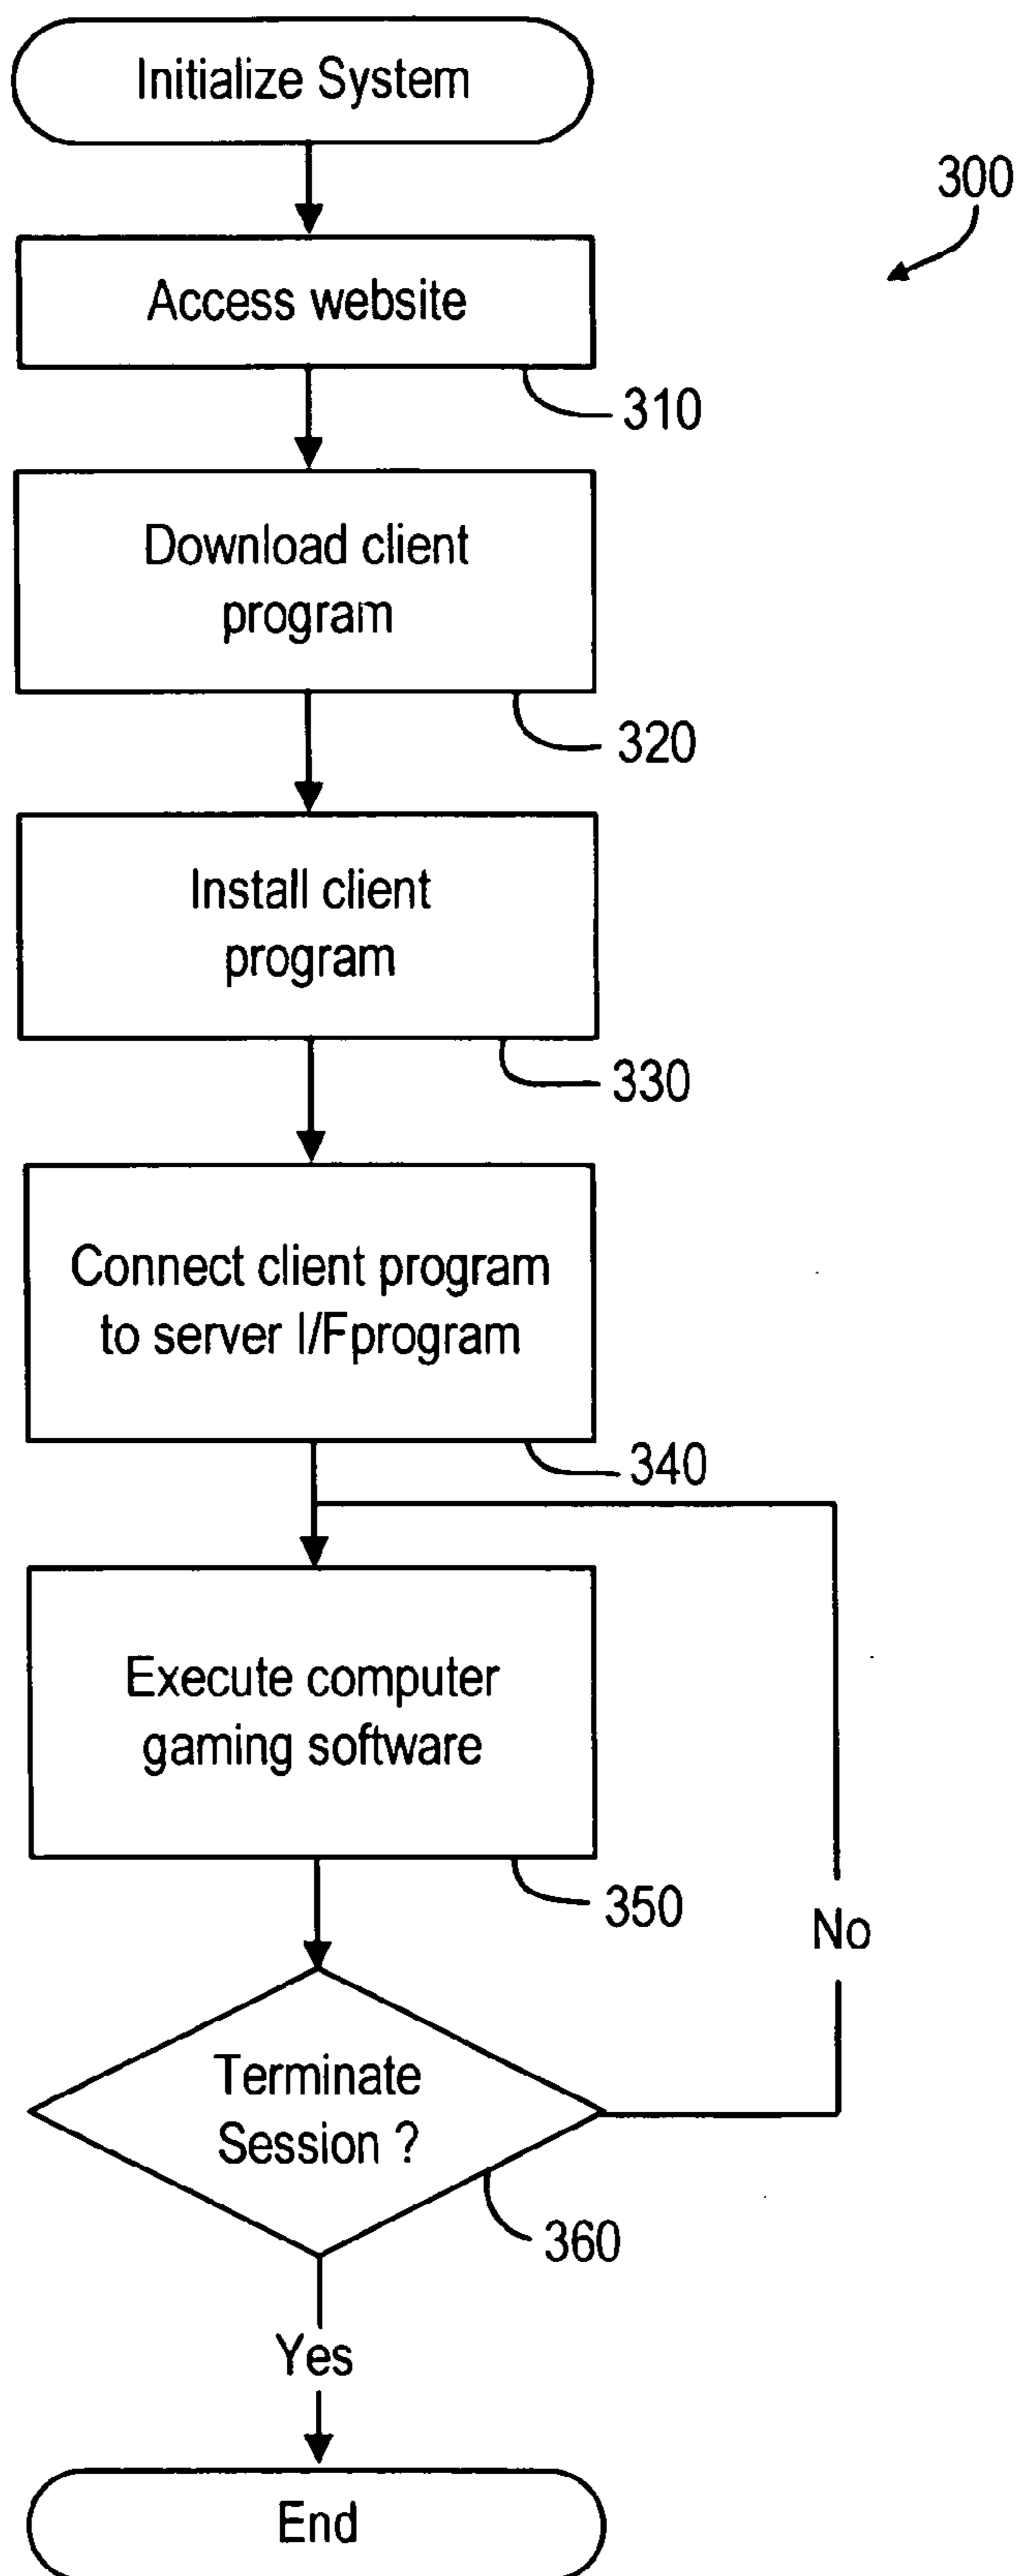 Initialize System
300
Access website
310
Download client
program
320
Install client
program
330
Connect client program
to server I/Fprogram
340
Execute computer
gaming software
350
No
Terminate
Session ?
360
Yes
End